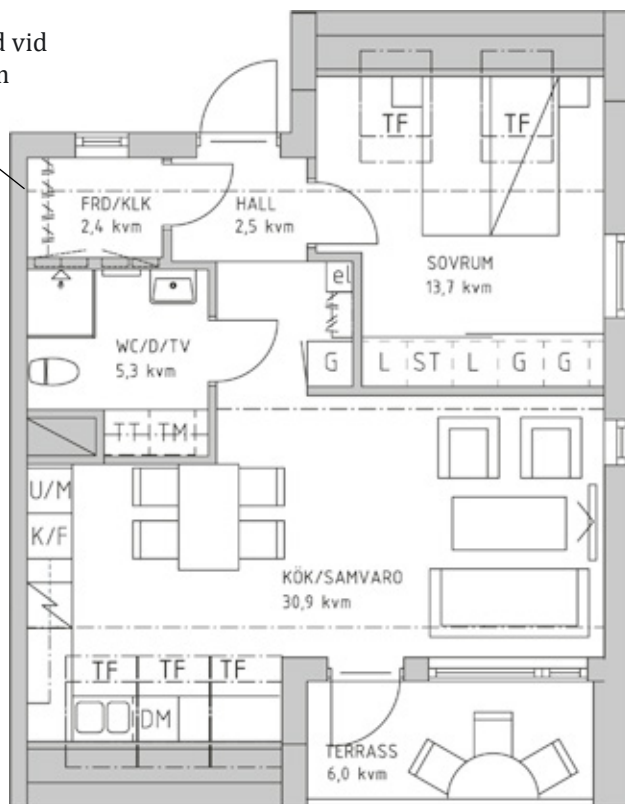 d vid
n
TF TF
FRD/KLK
2,4 kvm
HALL
2,5 kvm
SOVRUM
13,7 kvm
el
WC/D/TV
5,3 kvm
G L ST L G G
TT TM
U/M
K/F
KÖK/SAMVARO
30,9 kvm
TF TF TF
DM
TERRASS
6,0 kvm